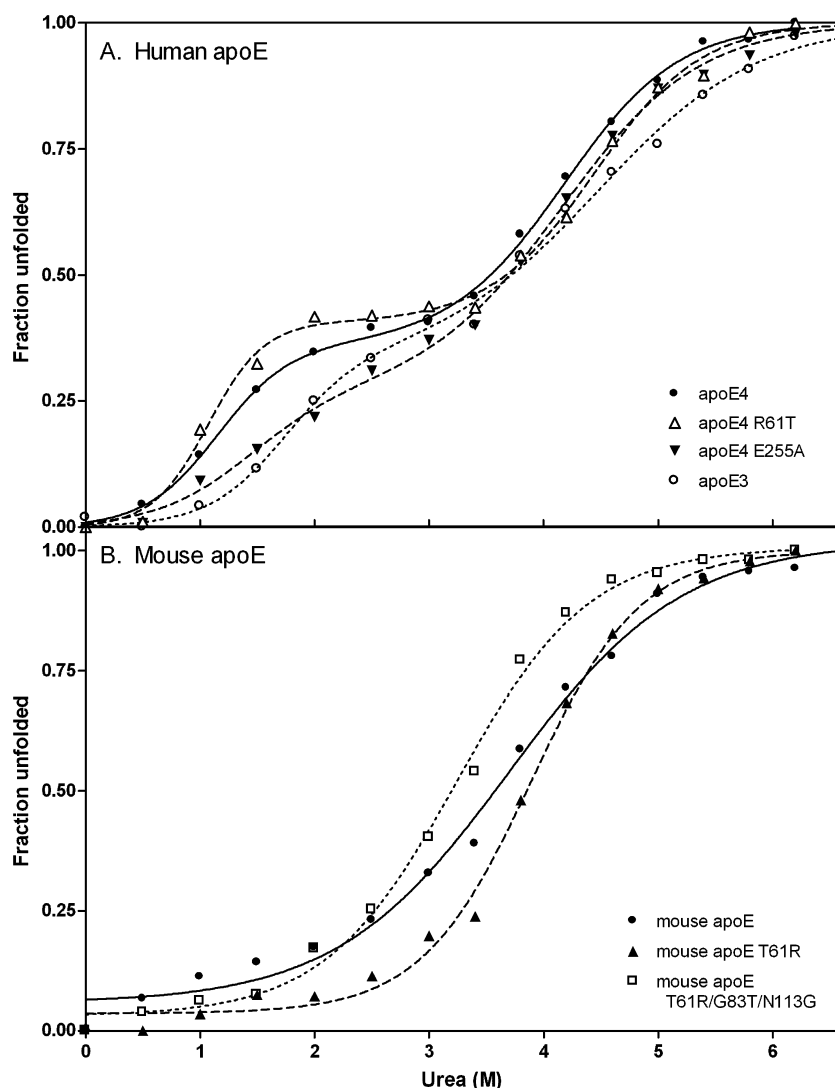 A. Human apoE
1.00
0.75
0.50
0.25
0.00
Fraction unfolded
apoE4
apoE4 R61T
apoE4 E255A
apoE3
B. Mouse apoE
1.00
0.75
0.50
0.25
0.00
Fraction unfolded
mouse apoE
mouse apoE T61R
mouse apoE
T61R/G83T/N113G
0 1 2 3 4 5 6
Urea (M)